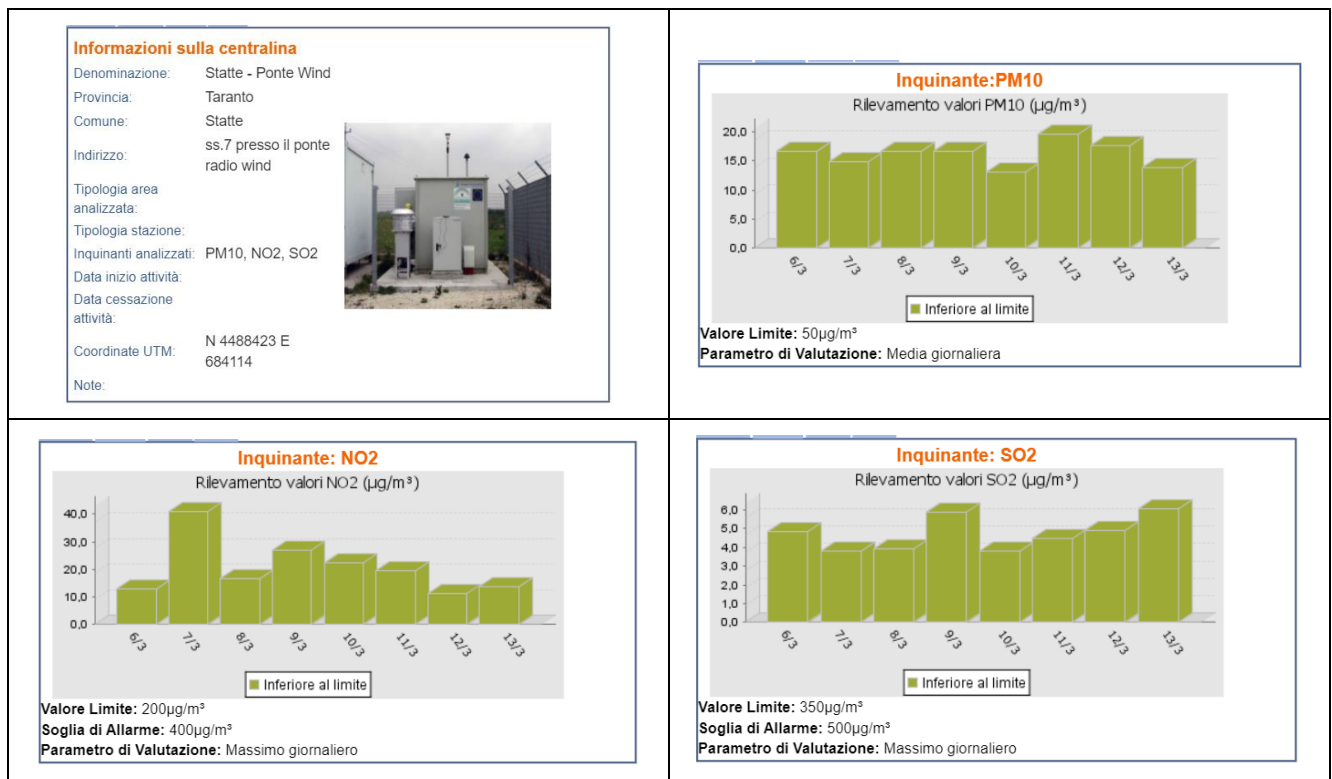 Informazioni sulla centralina
Denominazione: Statte - Ponte Wind
Provincia: Taranto
Comune: Statte
Indirizzo: ss.7 presso il ponte
radio wind
Tipologia area
analizzata:
Tipologia stazione:
Inquinanti analizzati: PM10, NO2, SO2
Data inizio attività:
Data cessazione
attività:
Coordinate UTM: N 4488423 E
684114
Note:
Inquinante:PM10
Rilevamento valori PM10 (µg/m³)
20,0
15,0
10,0
5,0
0,0
6/3 7/3 8/3 9/3 10/3 11/3 12/3 13/3
Inferiore al limite
Valore Limite: 50µg/m³
Parametro di Valutazione: Media giornaliera
Inquinante: NO2
Rilevamento valori NO2 (µg/m³)
40,0
30,0
20,0
10,0
0,0
6/3 7/3 8/3 9/3 10/3 11/3 12/3 13/3
Inferiore al limite
Valore Limite: 200µg/m³
Soglia di Allarme: 400µg/m³
Parametro di Valutazione: Massimo giornaliero
Inquinante: SO2
Rilevamento valori SO2 (µg/m³)
6,0
5,0
4,0
3,0
2,0
1,0
0,0
6/3 7/3 8/3 9/3 10/3 11/3 12/3 13/3
Inferiore al limite
Valore Limite: 350µg/m³
Soglia di Allarme: 500µg/m³
Parametro di Valutazione: Massimo giornaliero